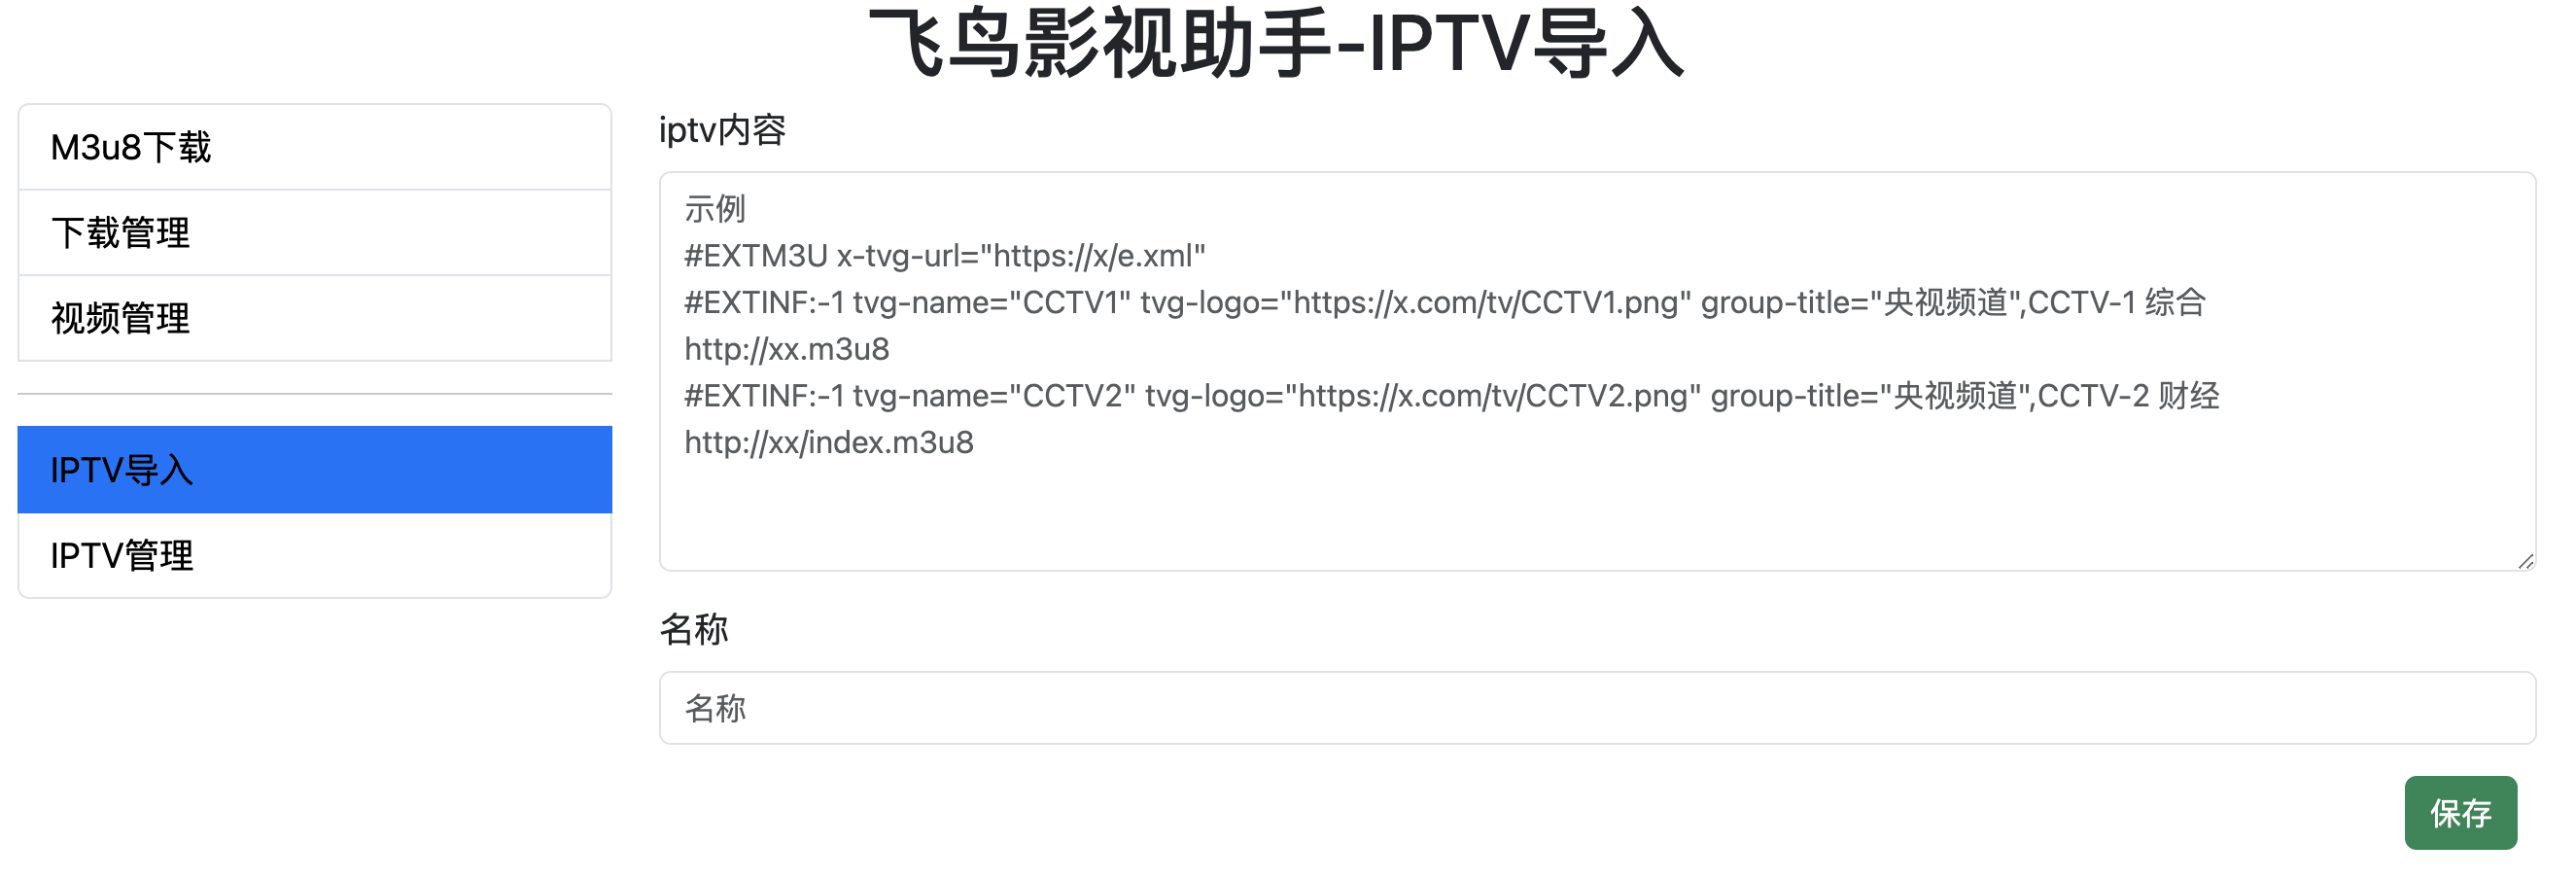 飞鸟影视助手-IPTV导入
M3u8下载
下载管理
视频管理
IPTV导入
IPTV管理
iptv内容
示例
#EXTM3U x-tvg-url="https://x/e.xml"
#EXTINF:-1 tvg-name="CCTV1" tvg-logo="https://x.com/tv/CCTV1.png" group-title="央视频道",CCTV-1 综合
http://xx.m3u8
#EXTINF:-1 tvg-name="CCTV2" tvg-logo="https://x.com/tv/CCTV2.png" group-title="央视频道",CCTV-2 财经
http://xx/index.m3u8
名称
名称
保存